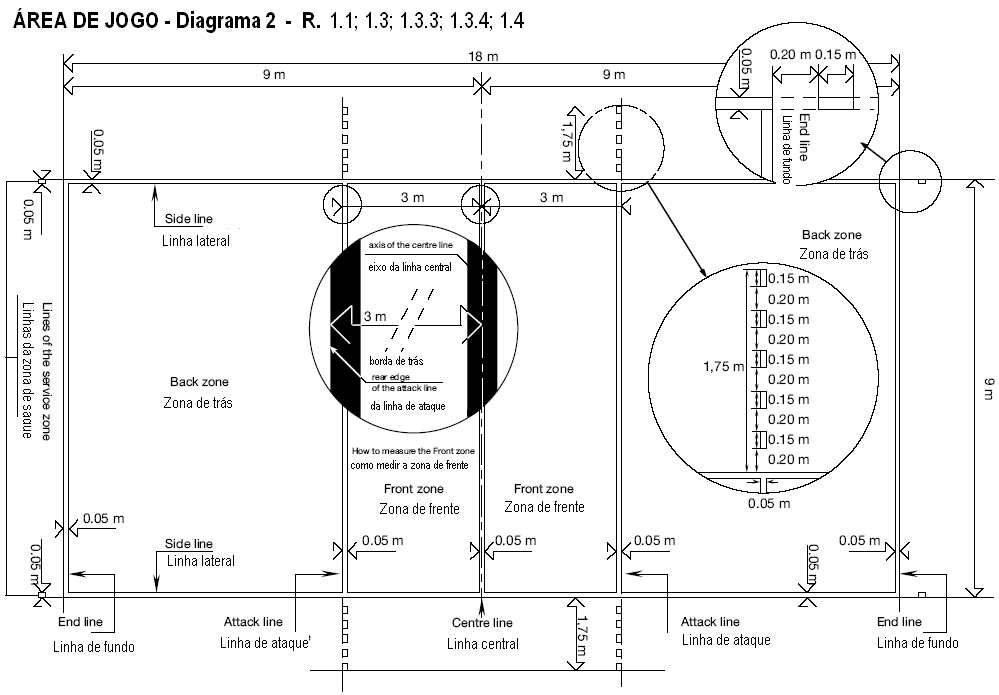 ÁREA DE JOGO - Diagrama 2 - R. 1.1; 1.3; 1.3.3; 1.3.4; 1.4
18 m
9 m
9 m
0.05 m
0.20 m
0.15 m
End line
Linha de fundo
1,75 m
0.05 m
0.05 m
3 m
3 m
Side line
Linha lateral
Back zone
Zona de trás
axis of the centre line
eixo da linha central
3 m
borda de trás
rear edge
of the attack line
da linha de ataque
0.15 m
0.20 m
0.15 m
0.20 m
0.15 m
0.20 m
0.15 m
0.20 m
0.15 m
0.20 m
1,75 m
0.05 m
Lines of the service zone
Linhas da zona de saque
Back zone
Zona de trás
9 m
How to measure the Front zone
como medir a zona de frente
Front zone
Zona de frente
Front zone
Zona de frente
0.05 m
0.05 m
0.05 m
0.05 m
0.05 m
0.05 m
0.05 m
Side line
Linha lateral
End line
Linha de fundo
Attack line
Linha de ataque'
Centre line
Linha central
1,75 m
Attack line
Linha de ataque
End line
Linha de fundo